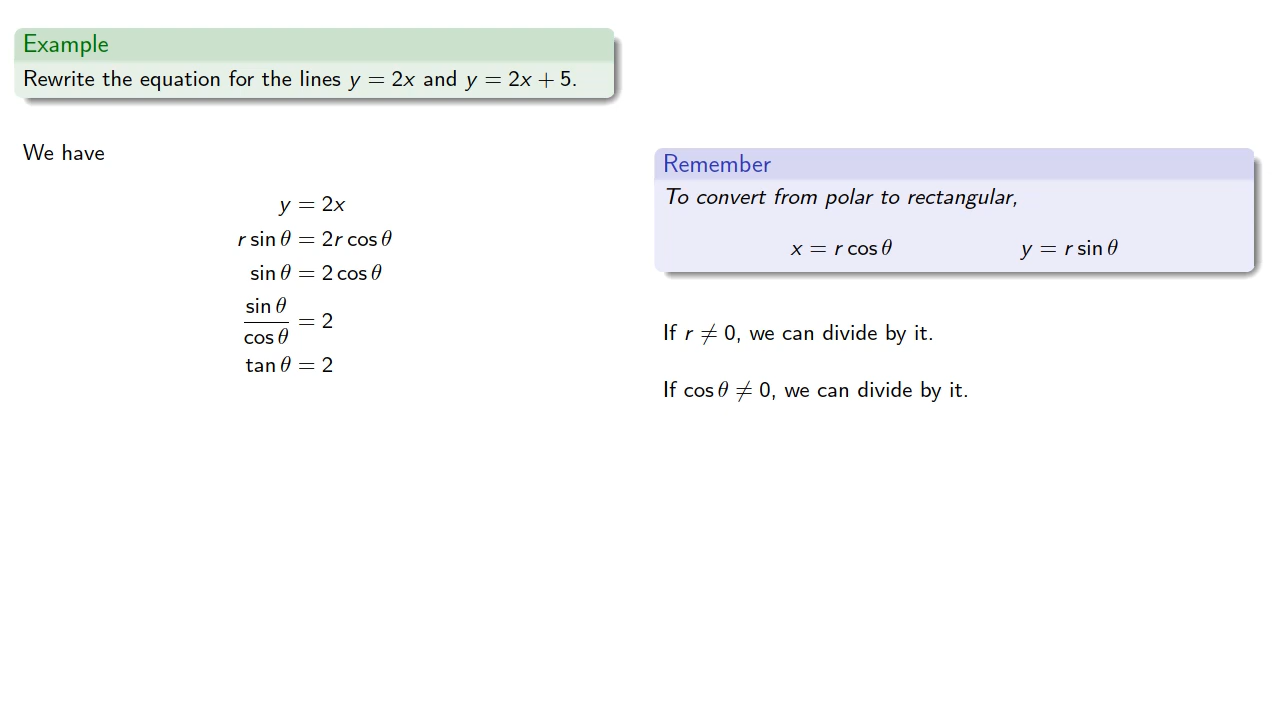 Example
Rewrite the equation for the lines y = 2x and y = 2x + 5.
We have
y = 2x
r sin θ = 2r cos θ
sin θ = 2 cos θ
sin θ / cos θ = 2
tan θ = 2
Remember
To convert from polar to rectangular,
x = r cos θ y = r sin θ
If r ≠ 0, we can divide by it.
If cos θ ≠ 0, we can divide by it.